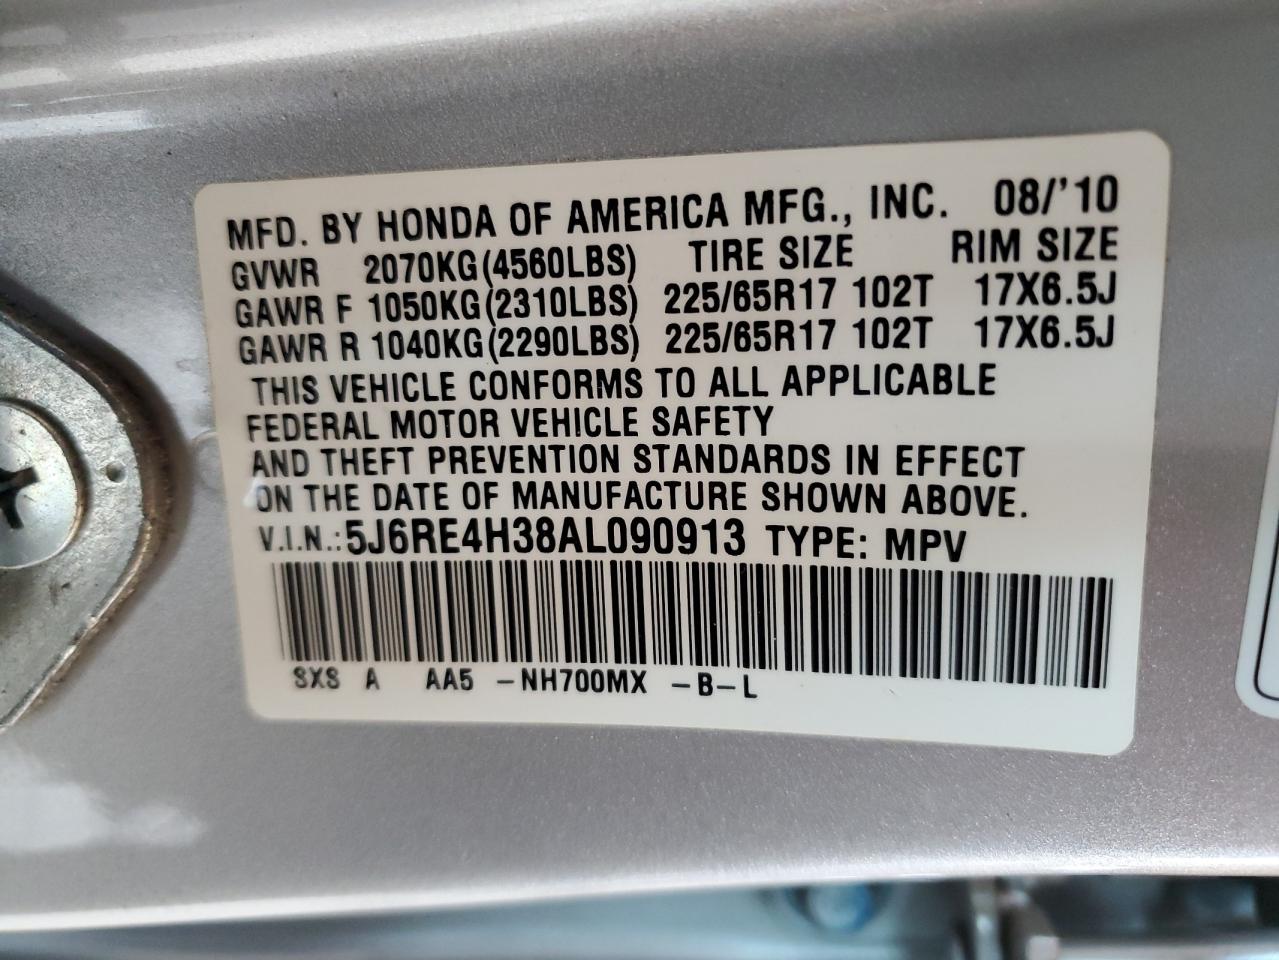 MFD. BY HONDA OF AMERICA MFG., INC. 08/'10
GVWR 2070KG(4560LBS) TIRE SIZE RIM SIZE
GAWR F 1050KG(2310LBS) 225/65R17 102T 17X6.5J
GAWR R 1040KG(2290LBS) 225/65R17 102T 17X6.5J
THIS VEHICLE CONFORMS TO ALL APPLICABLE
FEDERAL MOTOR VEHICLE SAFETY
AND THEFT PREVENTION STANDARDS IN EFFECT
ON THE DATE OF MANUFACTURE SHOWN ABOVE.
V.I.N.:5J6RE4H38AL090913 TYPE: MPV
SXS A AA5 -NH700MX -B-L